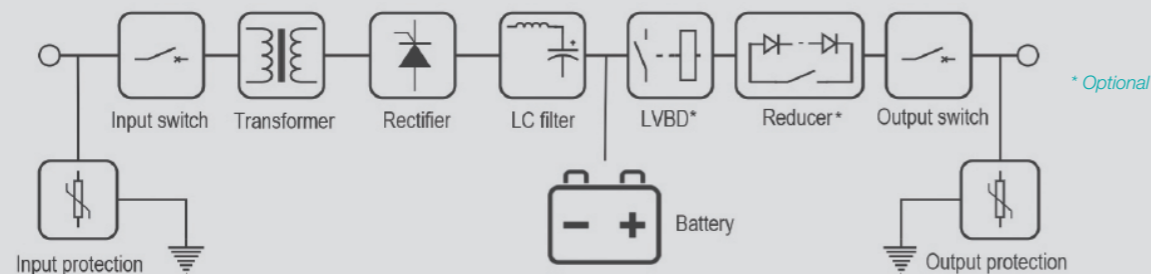 * Optional
Input switch
Transformer
Rectifier
LC filter
LVBD*
Reducer*
Output switch
Battery
Input protection
Output protection